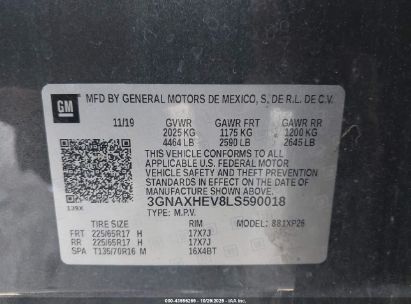 GM
MFD BY GENERAL MOTORS DE MEXICO, S, DE R.L. DE C.V.
11/19 GVWR GAWR FRT GAWR RR
2025 KG 1175 KG 1200 KG
4464 LB 2590 LB 2645 LB
THIS VEHICLE CONFORMS TO ALL
APPLICABLE U.S. FEDERAL MOTOR
VEHICLE SAFETY STANDARDS IN
EFFECT ON THE DATE OF
MANUFACTURE SHOWN ABOVE.
139X 3GNAXHEV8LS590018
TYPE: M.P.V. MODEL: 881XP26
TIRE SIZE RIM
FRT 225/65R17 H 17X7J
RR 225/65R17 H 17X7J
SPA T135/70R16 M 16X4BT